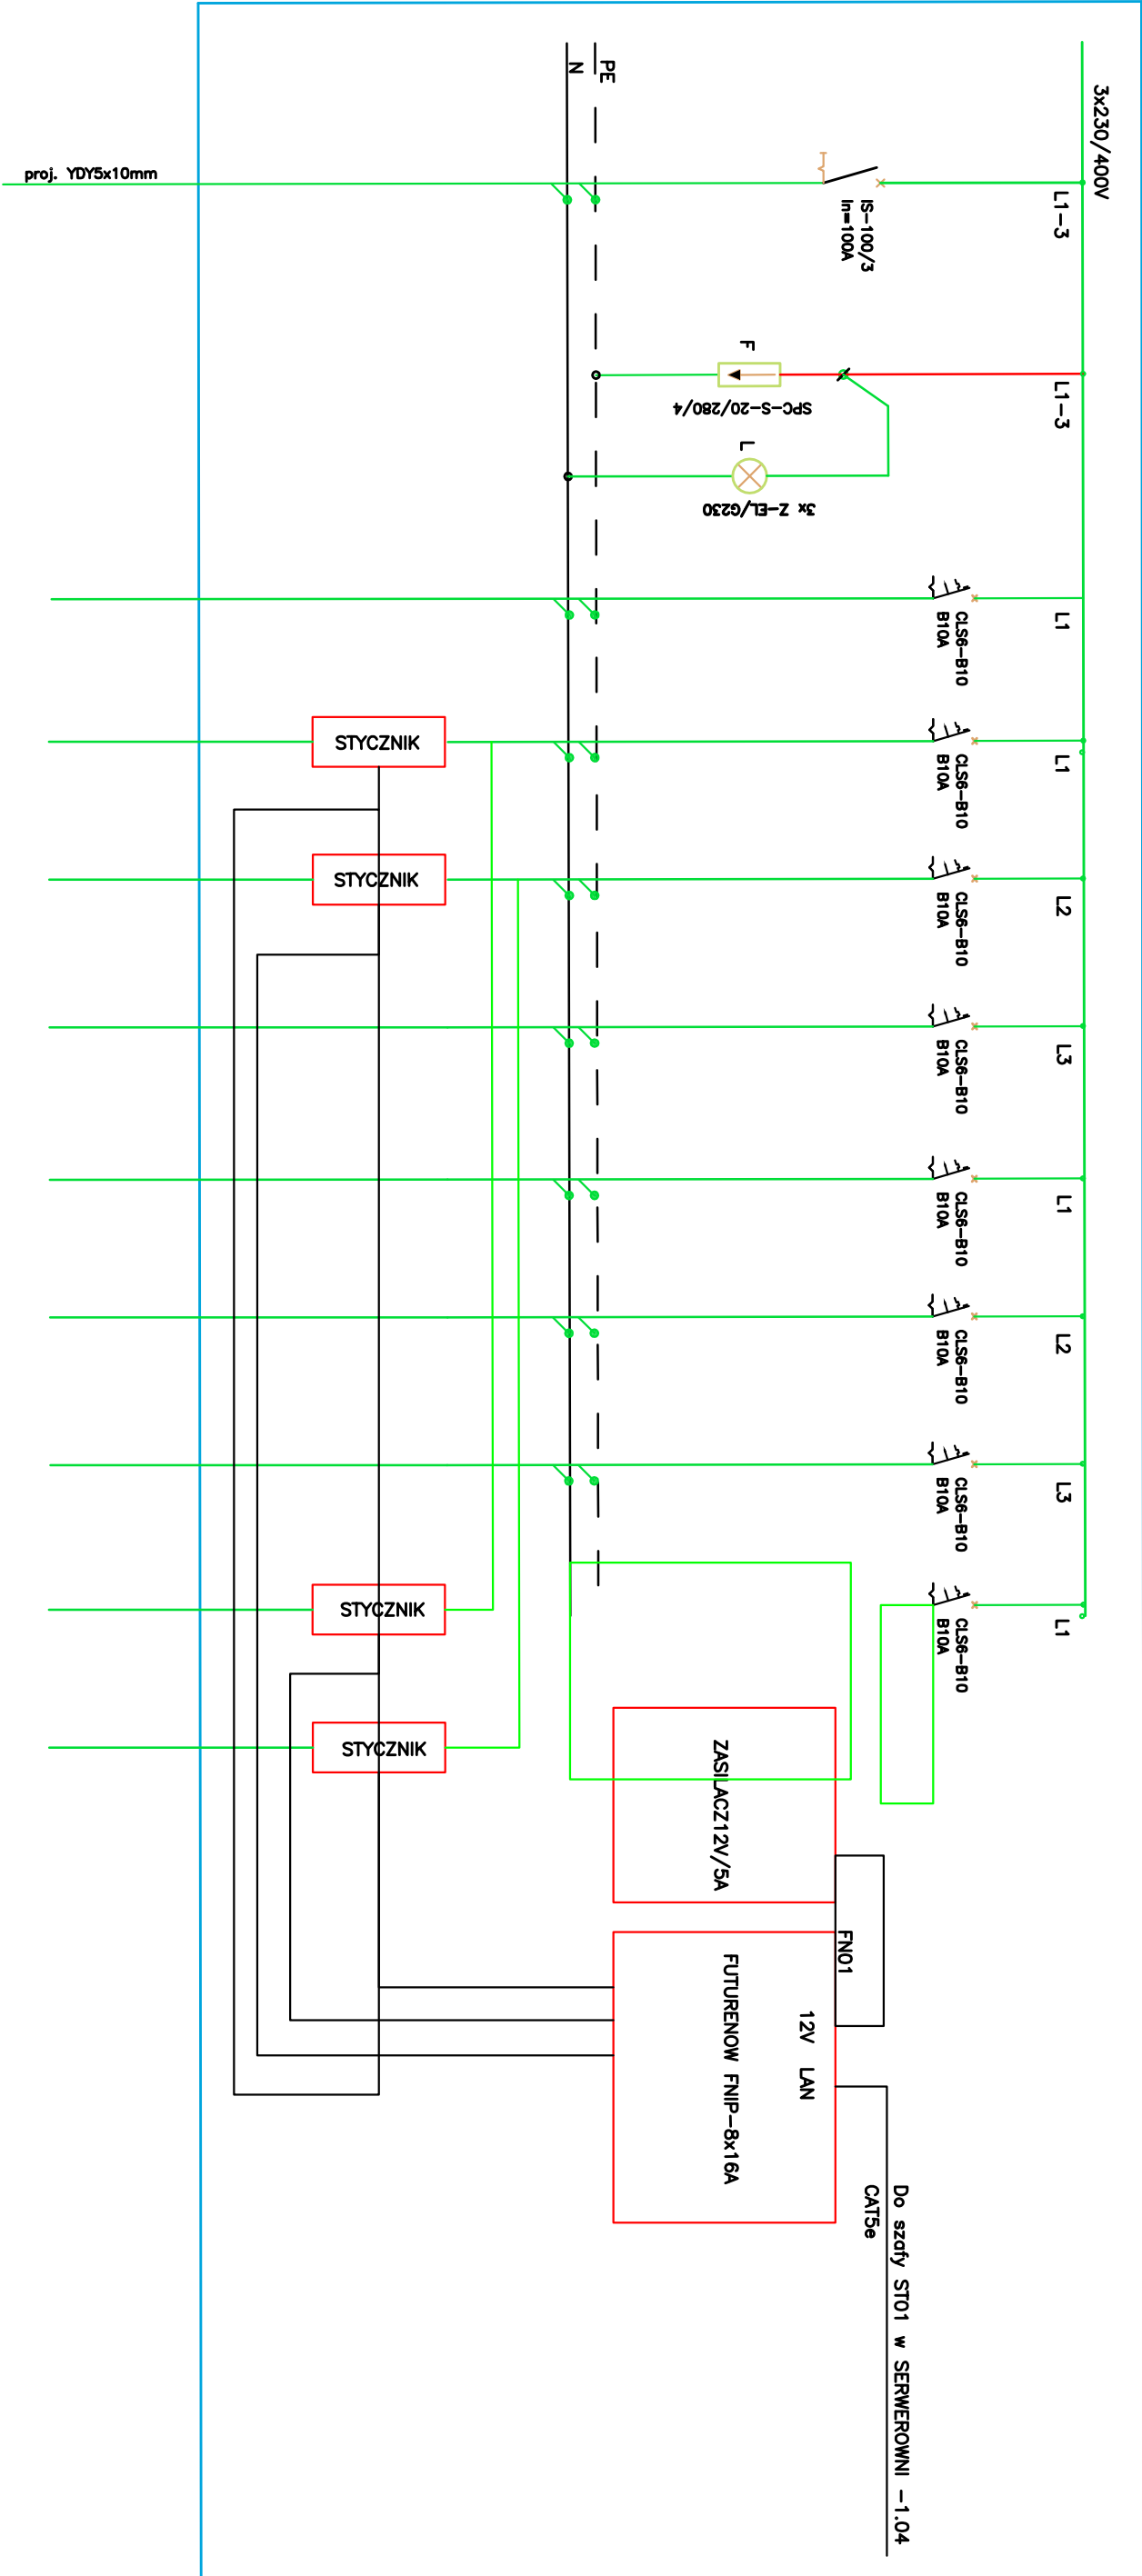 3x230/400V
PE
N
proj. YDY5x10mm
L1-3
IS-100/3
In=100A
F
L1-3
SPC-S-20/280/4
L
3x Z-EL/G230
L1
CLS6-B10
B10A
L1
CLS6-B10
B10A
STYCZNIK
L2
CLS6-B10
B10A
STYCZNIK
L3
CLS6-B10
B10A
L1
CLS6-B10
B10A
L2
CLS6-B10
B10A
L3
CLS6-B10
B10A
L1
CLS6-B10
B10A
STYCZNIK
STYCZNIK
ZASILACZ12V/5A
FN01
12V LAN
FUTURENOW FNIP-8x16A
Do szafy ST01 w SERWEROWNI -1.04
CAT5e